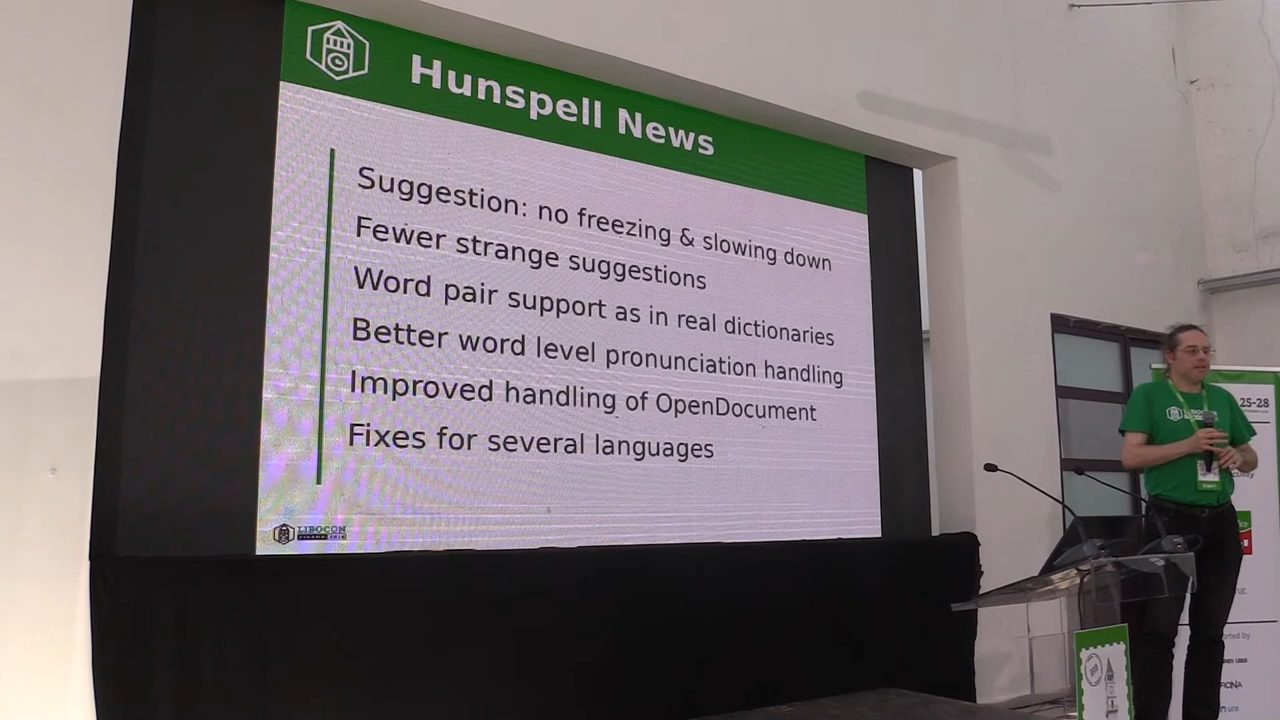 Hunspell News
Suggestion: no freezing & slowing down
Fewer strange suggestions
Word pair support as in real dictionaries
Better word level pronunciation handling
Improved handling of OpenDocument
Fixes for several languages
LIBOCON
25-28